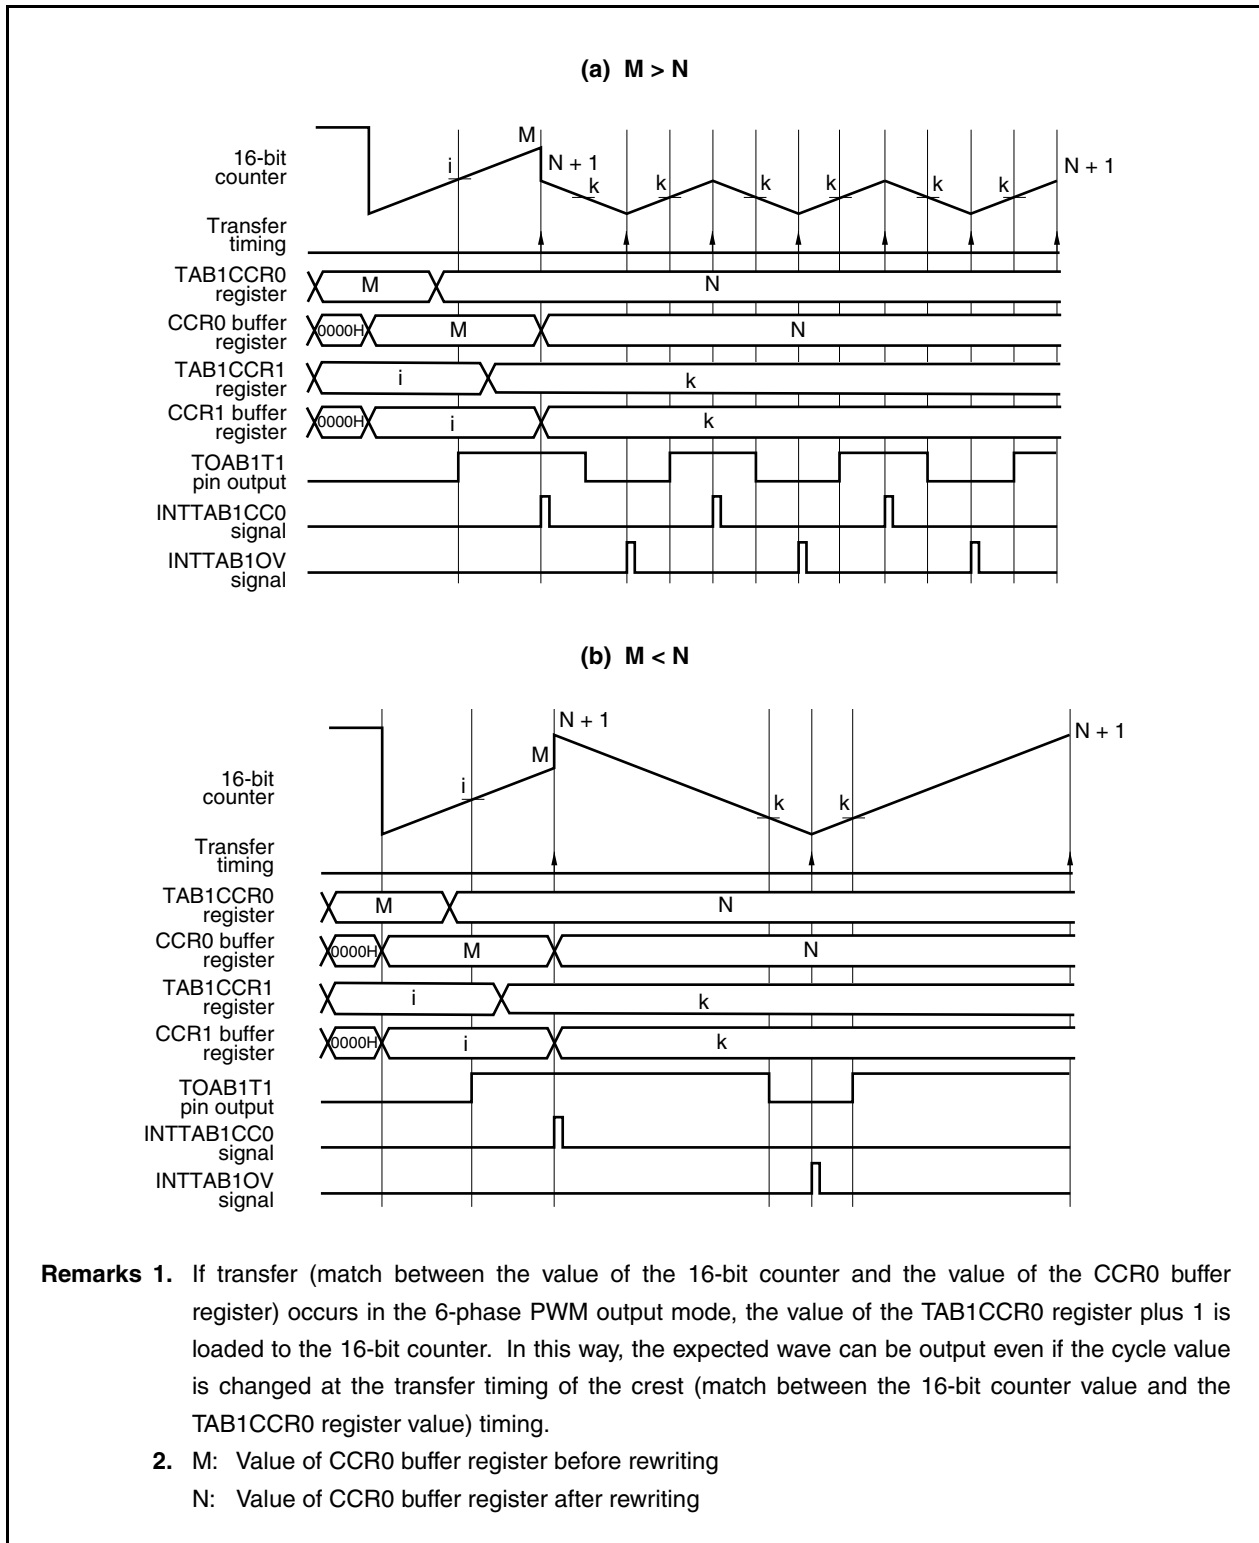 (a) M > N
M
i
N + 1
k
k
k
k
k
k
N + 1
16-bit
counter
Transfer
timing
TAB1CCR0
register
M
N
CCR0 buffer
register
0000H
M
N
TAB1CCR1
register
i
k
CCR1 buffer
register
0000H
i
k
TOAB1T1
pin output
INTTAB1CC0
signal
INTTAB1OV
signal
(b) M < N
N + 1
N + 1
M
i
k
k
16-bit
counter
Transfer
timing
TAB1CCR0
register
M
N
CCR0 buffer
register
0000H
M
N
TAB1CCR1
register
i
k
CCR1 buffer
register
0000H
i
k
TOAB1T1
pin output
INTTAB1CC0
signal
INTTAB1OV
signal
Remarks 1. If transfer (match between the value of the 16-bit counter and the value of the CCR0 buffer
register) occurs in the 6-phase PWM output mode, the value of the TAB1CCR0 register plus 1 is
loaded to the 16-bit counter. In this way, the expected wave can be output even if the cycle value
is changed at the transfer timing of the crest (match between the 16-bit counter value and the
TAB1CCR0 register value) timing.
2. M: Value of CCR0 buffer register before rewriting
N: Value of CCR0 buffer register after rewriting